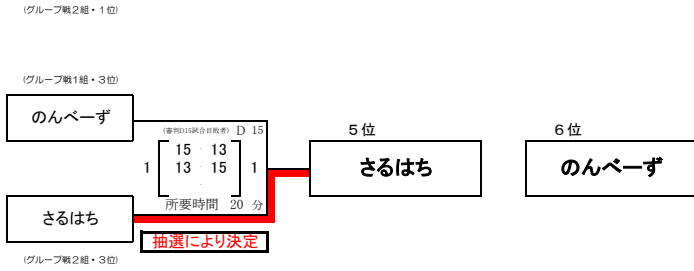 (グループ戦2組・1位)
(グループ戦1組・3位)
のんべーず
(審判D15試合目敗者) D 15
5位
6位
15 - 13
1 13 - 15 1
-
さるはち
のんべーず
所要時間 20 分
さるはち
抽選により決定
(グループ戦2組・3位)